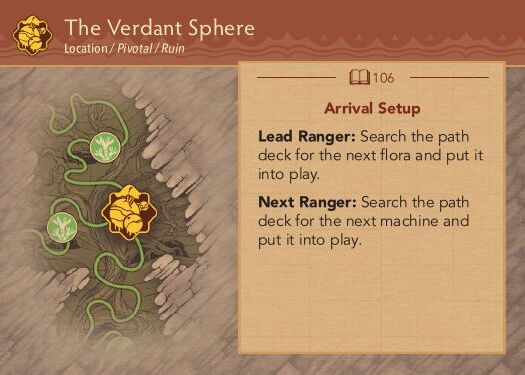 The Verdant Sphere
Location / Pivotal / Ruin
106
Arrival Setup
Lead Ranger: Search the path
deck for the next flora and put it
into play.
Next Ranger: Search the path
deck for the next machine and
put it into play.